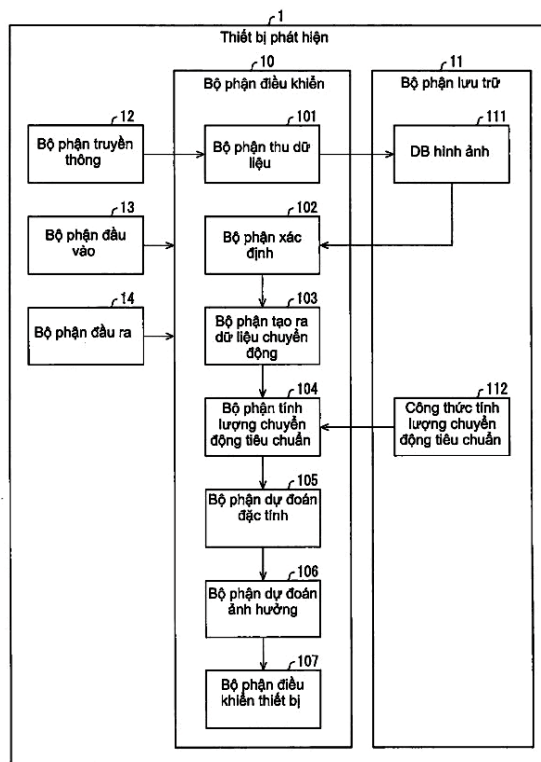 1
Thiết bị phát hiện
10
Bộ phận điều khiển
11
Bộ phận lưu trữ
12
Bộ phận truyền
thông
101
Bộ phận thu dữ
liệu
111
DB hình ảnh
13
Bộ phận đầu
vào
102
Bộ phận xác
định
14
Bộ phận đầu ra
103
Bộ phận tạo ra
dữ liệu chuyển
động
104
Bộ phận tính
lượng chuyển
động tiêu chuẩn
112
Công thức tính
lượng chuyển
động tiêu chuẩn
105
Bộ phận dự đoán
đặc tính
106
Bộ phận dự đoán
ảnh hưởng
107
Bộ phận điều
khiển thiết bị